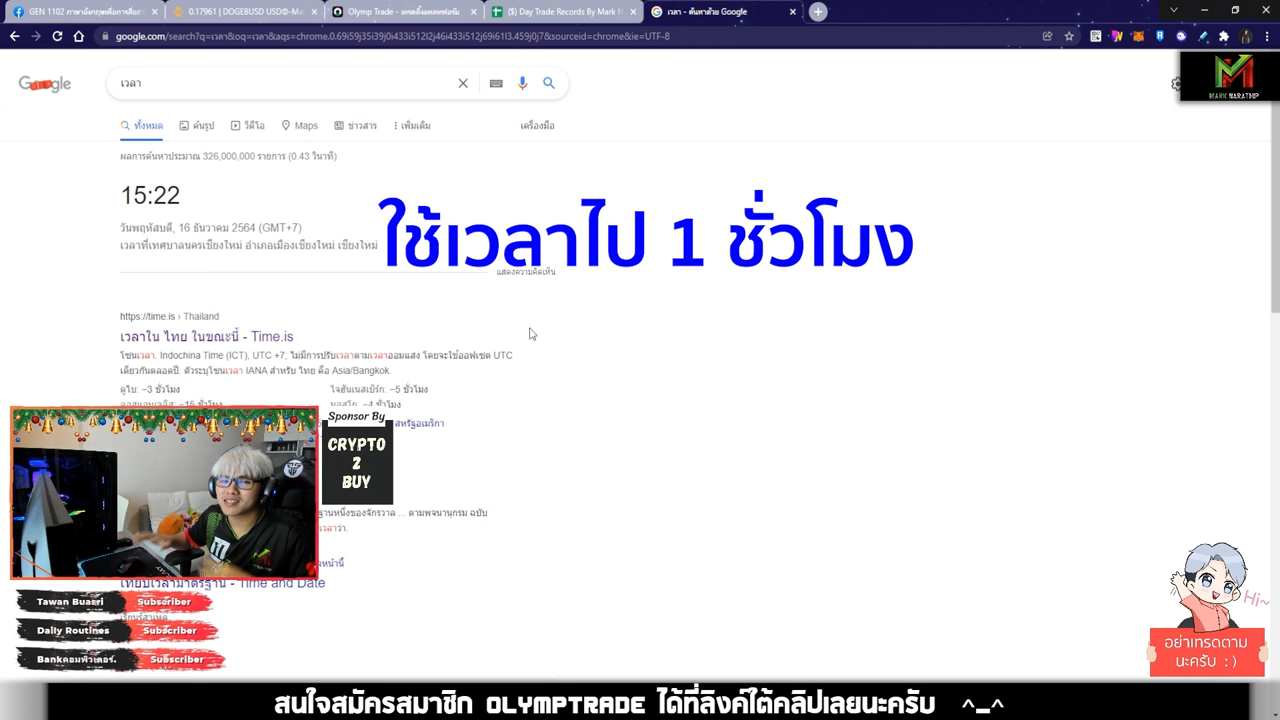 GEN 1102 ภาษาอังกฤษเพื่อการสื่อส
0.17961 | DOGEBUSD USD@-Ma
Olymp Trade - เทรดดิ้งแพลทฟอร์ม
($) Day Trade Records By Mark N
เวลา - ค้นหาด้วย Google
google.com/search?q=เวลา&oq=เวลา&aqs=chrome.0.69i59j35i39j0i433i512l2j46i433i512j69i61l3.459j0j7&sourceid=chrome&ie=UTF-8
Google
เวลา
MARK NARATHIP
ทั้งหมด
ค้นรูป
วิดีโอ
Maps
ข่าวสาร
เพิ่มเติม
เครื่องมือ
ผลการค้นหาประมาณ 326,000,000 รายการ (0.43 วินาที)
15:22
วันพฤหัสบดี, 16 ธันวาคม 2564 (GMT+7)
เวลาที่เทศบาลนครเชียงใหม่ อำเภอเมืองเชียงใหม่ เชียงใหม่
ใช้เวลาไป 1 ชั่วโมง
แสดงความคิดเห็น
https://time.is › Thailand
เวลาใน ไทย ในขณะนี้ - Time.is
โซนเวลา. Indochina Time (ICT), UTC +7; ไม่มีการปรับเวลาตามเวลาออมแสง โดยจะใช้ออฟเซต UTC
เดียวกันตลอดปี. ตัวระบุโซนเวลา IANA สำหรับ ไทย คือ Asia/Bangkok.
ดูไบ: −3 ชั่วโมง
โจฮันเนสเบิร์ก: −5 ชั่วโมง
ลอสแอนเจลิส: −15 ชั่วโมง
มอสโก: −4 ชั่วโมง
Sponsor By
สหรัฐอเมริกา
CRYPTO
2
BUY
ฐานหนึ่งของจักรวาล ... ตามพจนานุกรม ฉบับ
เวลาว่า.
หน้านี้
เทียบเวลามาตรฐาน - Time and Date
Tawan Buasri
Subscriber
Daily Routines
Subscriber
Bankคอมพิวเตอร์.
Subscriber
Hi~
อย่าเทรดตาม
นะครับ : )
สนใจสมัครสมาชิก OLYMPTRADE ได้ที่ลิงค์ใต้คลิปเลยนะครับ ^_^